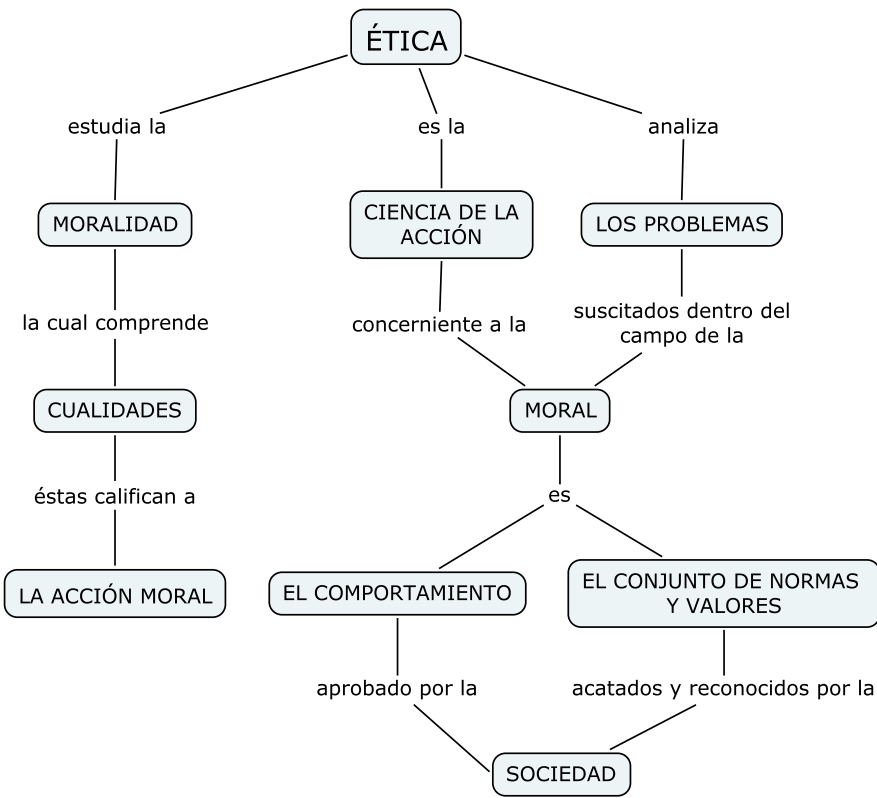 ÉTICA
estudia la
es la
analiza
MORALIDAD
CIENCIA DE LA
ACCIÓN
LOS PROBLEMAS
la cual comprende
concerniente a la
suscitados dentro del
campo de la
CUALIDADES
MORAL
éstas califican a
es
LA ACCIÓN MORAL
EL COMPORTAMIENTO
EL CONJUNTO DE NORMAS
Y VALORES
aprobado por la
acatados y reconocidos por la
SOCIEDAD